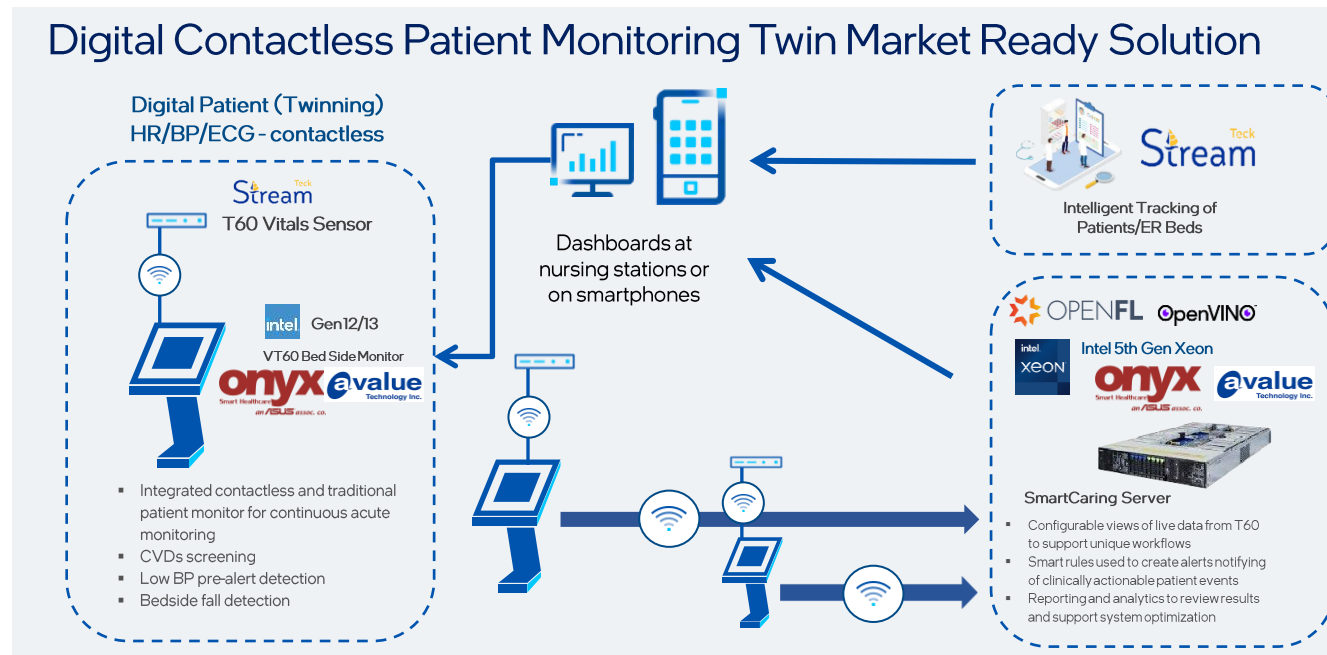 Digital Contactless Patient Monitoring Twin Market Ready Solution
Digital Patient (Twinning)
HR/BP/ECG - contactless
Stream Teck
T60 Vitals Sensor
intel. Gen 12/13
VT60 Bed Side Monitor
onyx
Smart Healthcare
an ASUS assoc. co.
avalue
Technology Inc.
▪ Integrated contactless and traditional
patient monitor for continuous acute
monitoring
▪ CVDs screening
▪ Low BP pre-alert detection
▪ Bedside fall detection
Dashboards at
nursing stations or
on smartphones
Stream Teck
Intelligent Tracking of
Patients/ER Beds
OPENFL
OpenVINO
intel
XEON
Intel 5th Gen Xeon
onyx
Smart Healthcare
an ASUS assoc. co.
avalue
Technology Inc.
SmartCaring Server
▪ Configurable views of live data from T60
to support unique workflows
▪ Smart rules used to create alerts notifying
of clinically actionable patient events
▪ Reporting and analytics to review results
and support system optimization